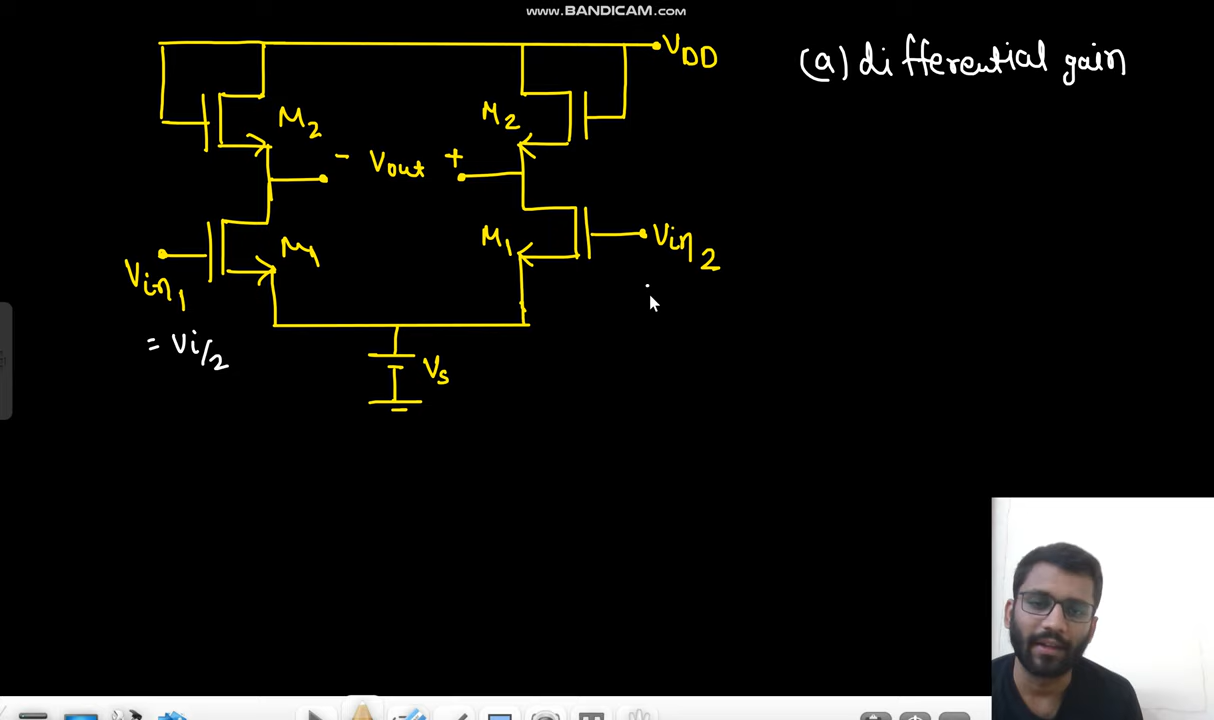 www.BANDICAM.com
VDD
(a) differential gain
M2
M2
- Vout +
M1
M1
Vin2
Vin1
= Vi/2
Vs